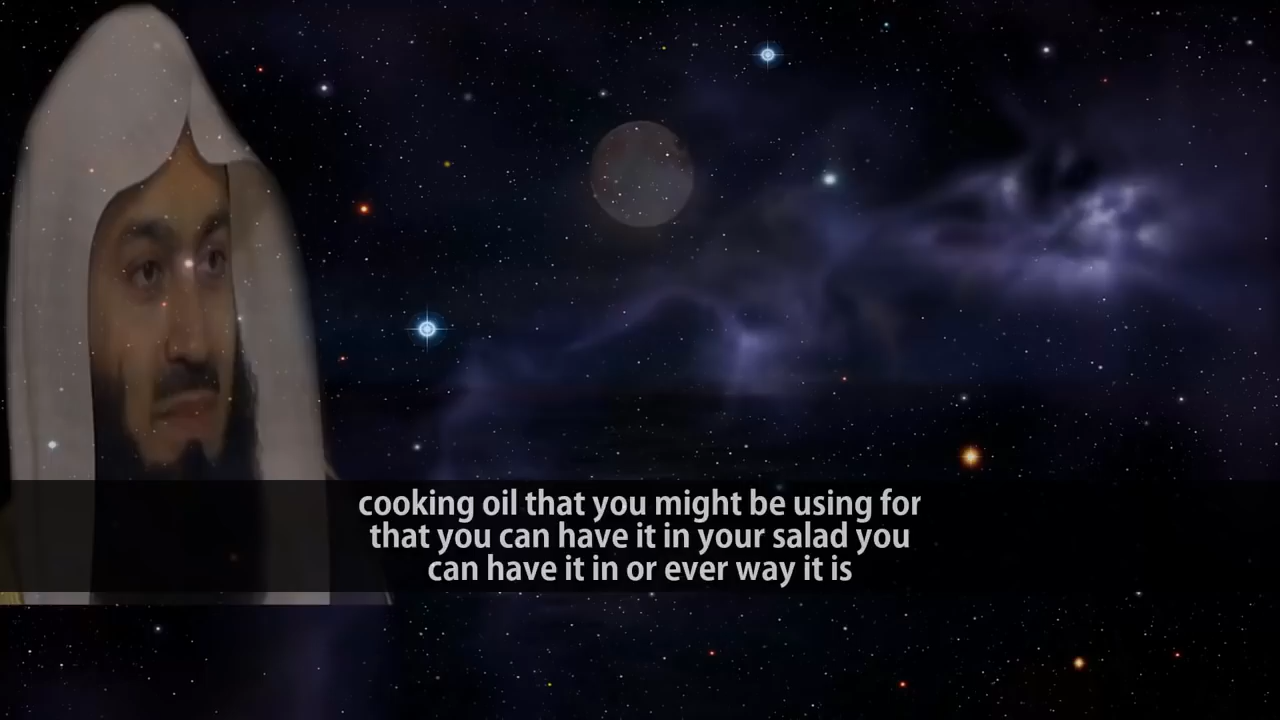 cooking oil that you might be using for
that you can have it in your salad you
can have it in or ever way it is